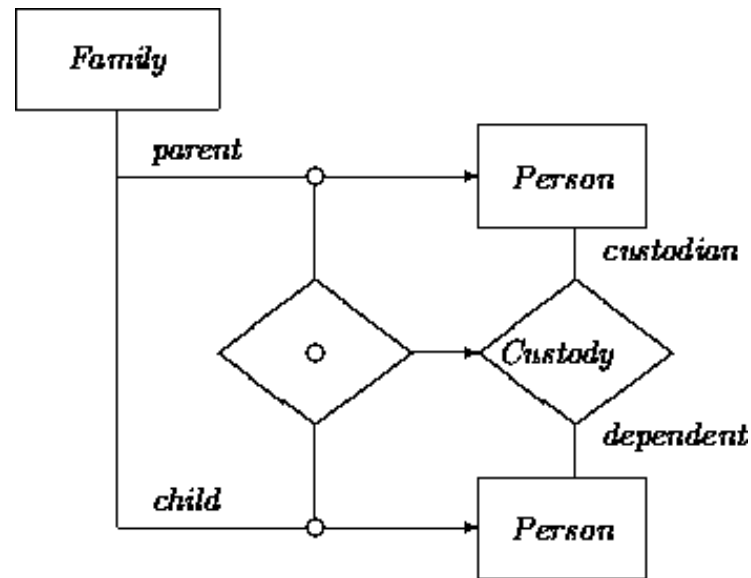 Family
parent
Person
custodian
Custody
dependent
child
Person